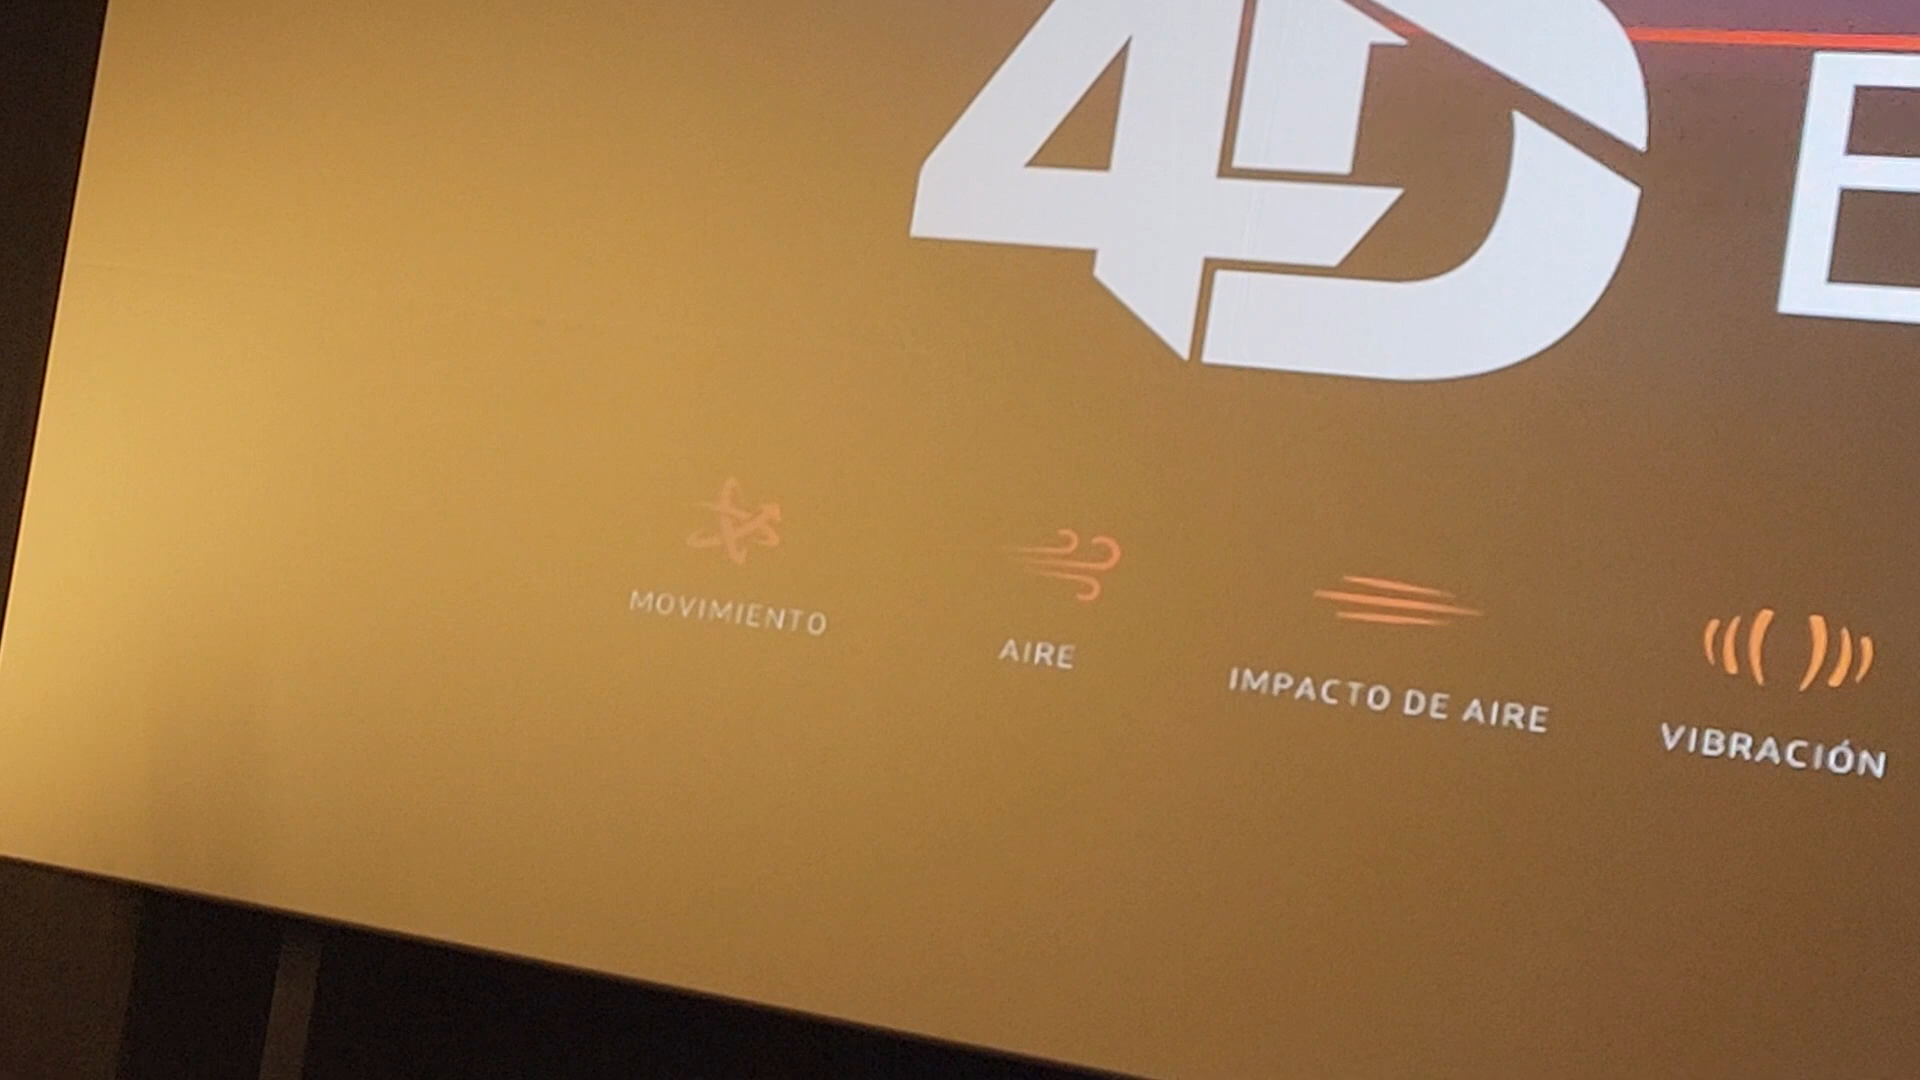 4D E
MOVIMIENTO
AIRE
IMPACTO DE AIRE
VIBRACIÓN